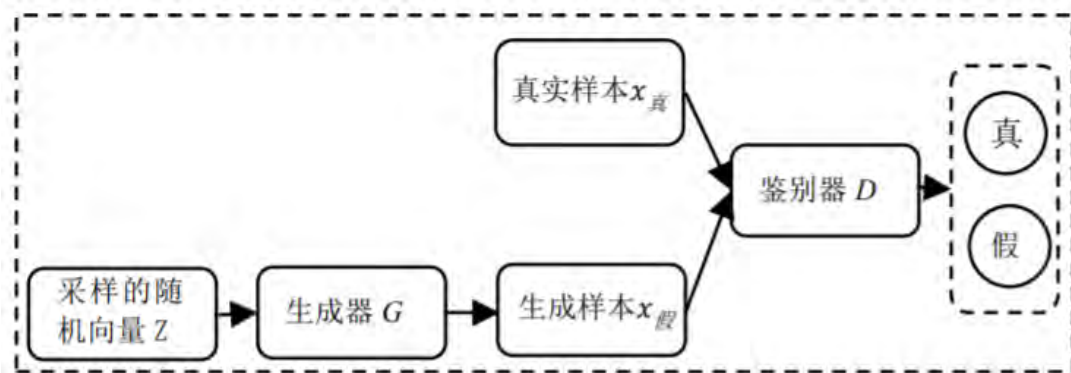 真实样本x真
鉴别器 D
真
假
采样的随
机向量 Z
生成器 G
生成样本x假